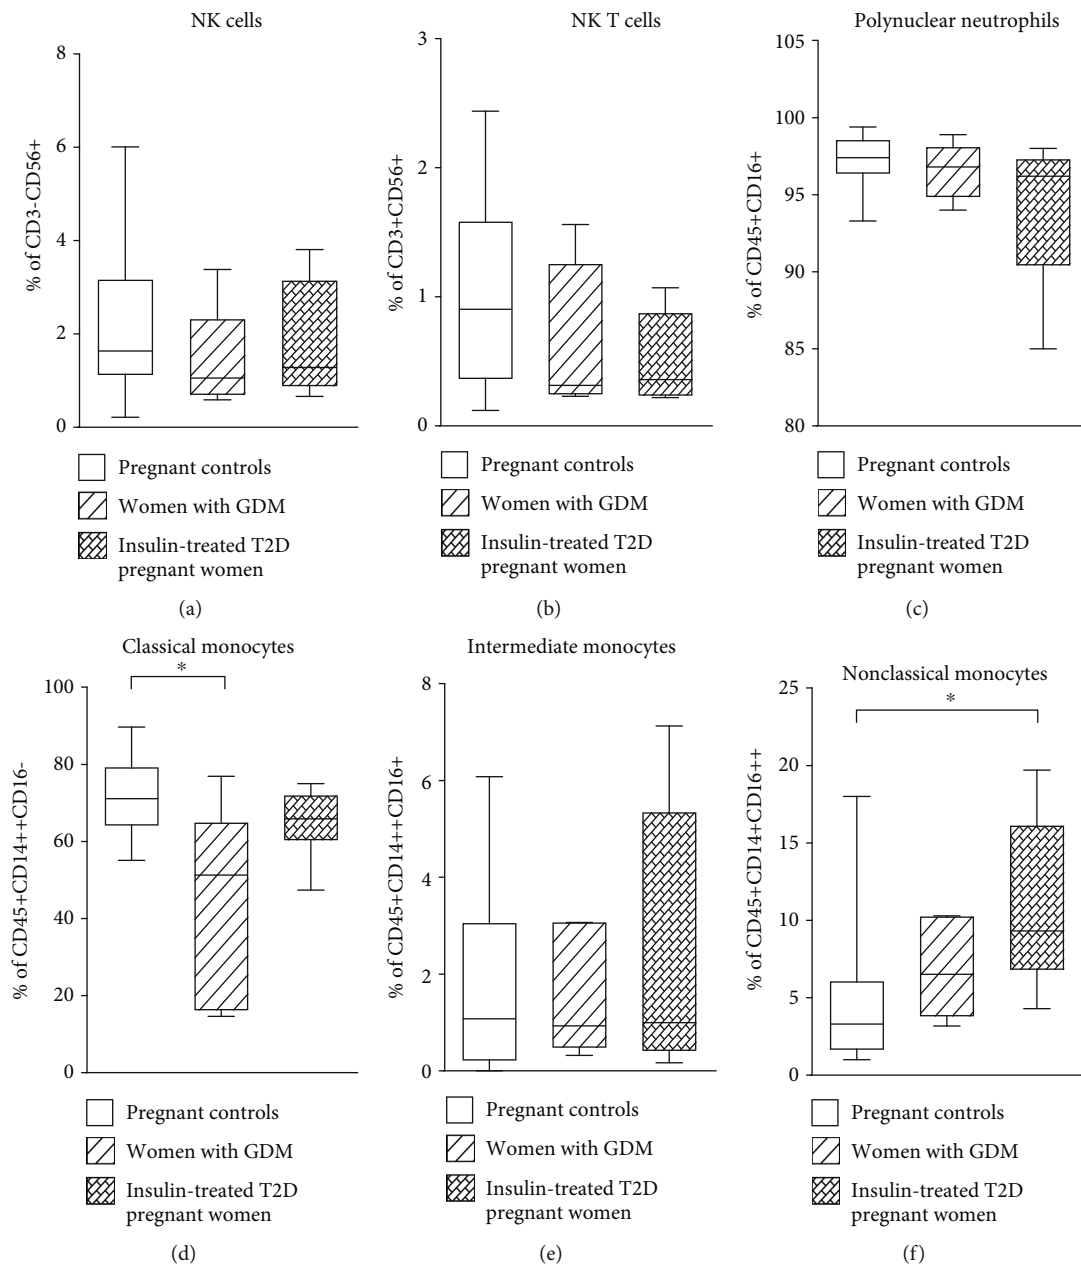 NK cells
8
6
4
2
0
% of CD3-CD56+
Pregnant controls
Women with GDM
Insulin-treated T2D
pregnant women
(a)
NK T cells
3
2
1
0
% of CD3+CD56+
Pregnant controls
Women with GDM
Insulin-treated T2D
pregnant women
(b)
Polynuclear neutrophils
105
100
95
90
85
80
% of CD45+CD16+
Pregnant controls
Women with GDM
Insulin-treated T2D
pregnant women
(c)
Classical monocytes
*
100
80
60
40
20
0
% of CD45+CD14++CD16-
Pregnant controls
Women with GDM
Insulin-treated T2D
pregnant women
(d)
Intermediate monocytes
8
6
4
2
0
% of CD45+CD14++CD16+
Pregnant controls
Women with GDM
Insulin-treated T2D
pregnant women
(e)
Nonclassical monocytes
*
25
20
15
10
5
0
% of CD45+CD14+CD16++
Pregnant controls
Women with GDM
Insulin-treated T2D
pregnant women
(f)